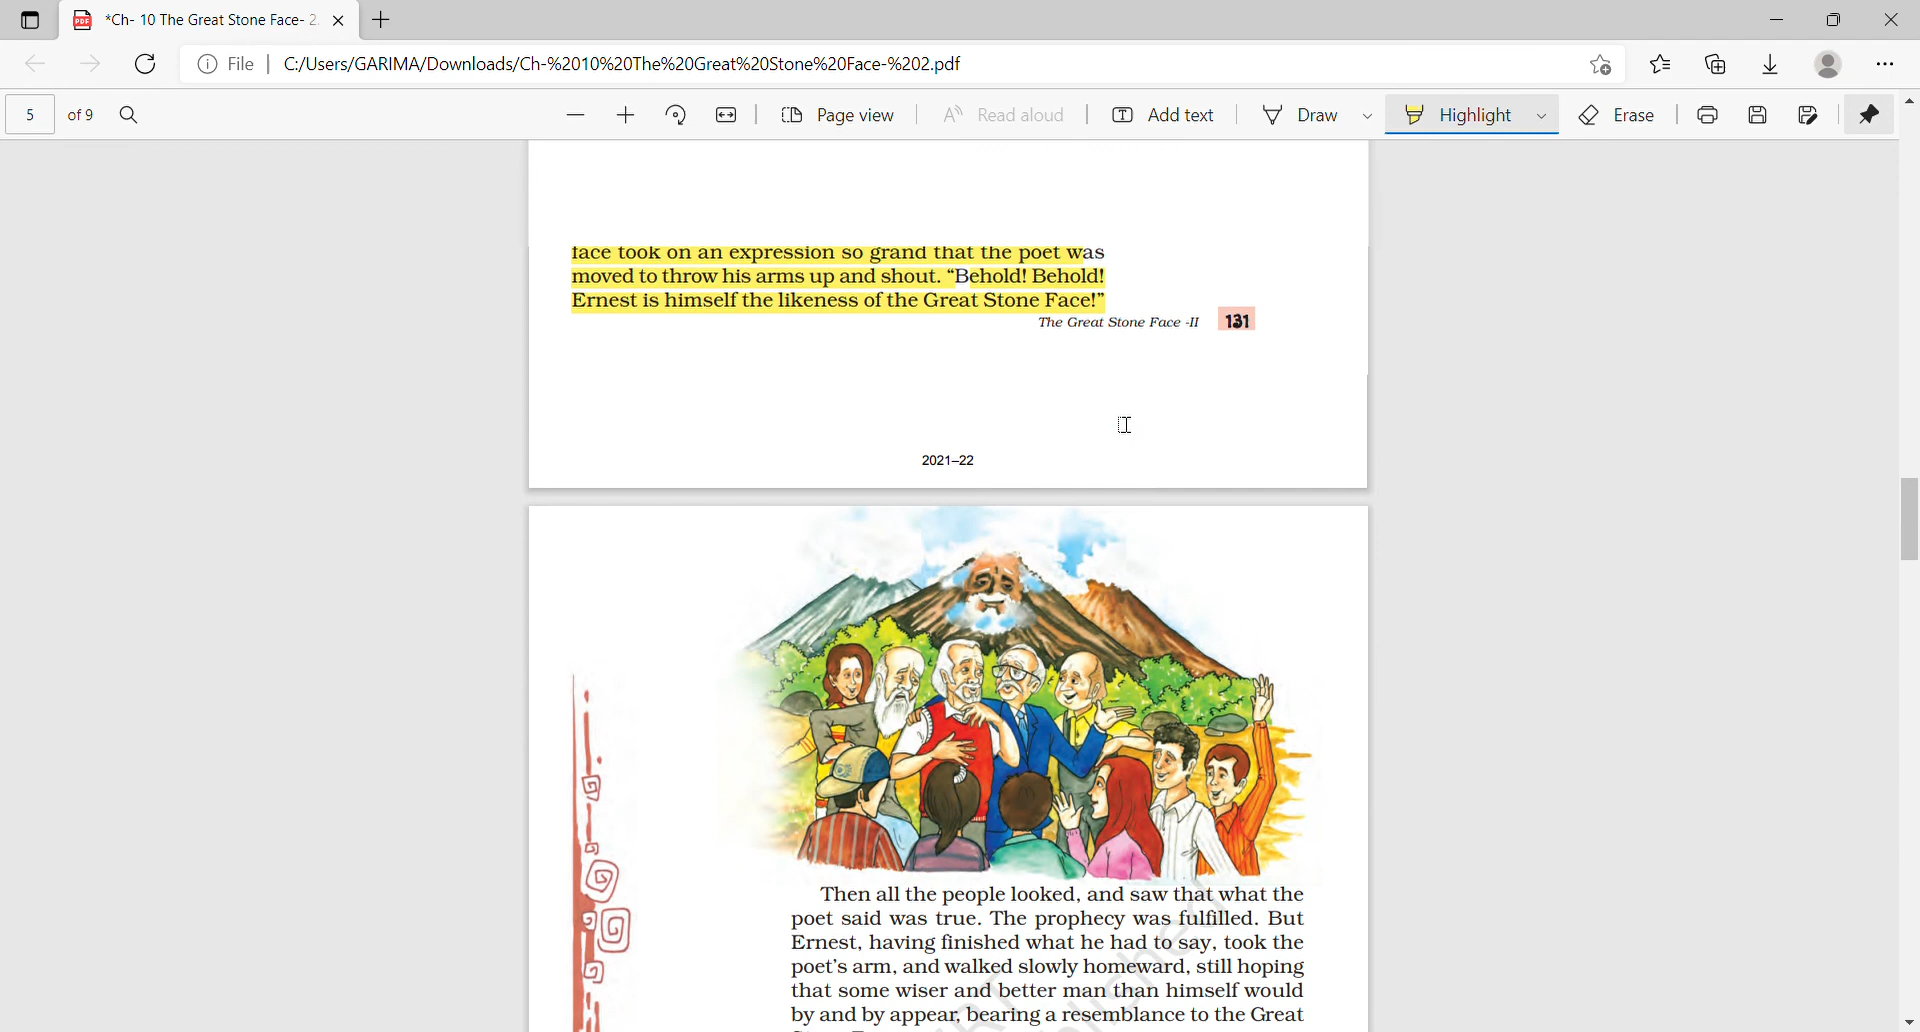 *Ch- 10 The Great Stone Face- 2
File
C:/Users/GARIMA/Downloads/Ch-%2010%20The%20Great%20Stone%20Face-%202.pdf
5 of 9
Page view
Read aloud
Add text
Draw
Highlight
Erase
face took on an expression so grand that the poet was
moved to throw his arms up and shout. “Behold! Behold!
Ernest is himself the likeness of the Great Stone Face!”
The Great Stone Face -II 131
2021–22
Then all the people looked, and saw that what the
poet said was true. The prophecy was fulfilled. But
Ernest, having finished what he had to say, took the
poet’s arm, and walked slowly homeward, still hoping
that some wiser and better man than himself would
by and by appear, bearing a resemblance to the Great